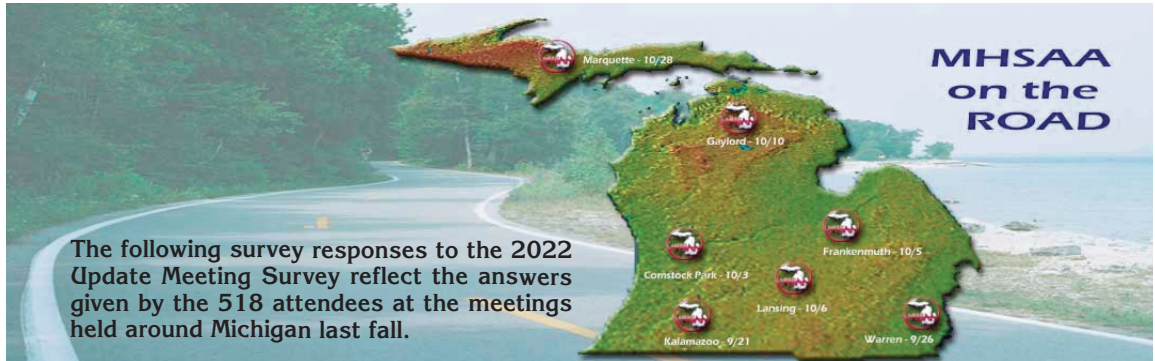 MHSAA
on the
ROAD
Marquette - 10/28
Gaylord - 10/10
Frankenmuth - 10/5
Comstock Park - 10/3
Lansing - 10/6
Kalamazoo - 9/21
Warren - 9/26
The following survey responses to the 2022
Update Meeting Survey reflect the answers
given by the 518 attendees at the meetings
held around Michigan last fall.